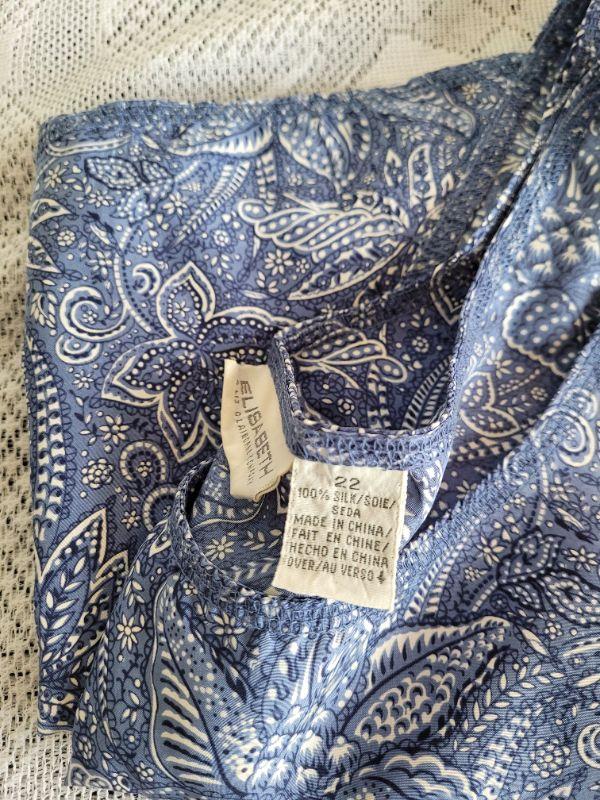 ELISABETH
22
100% SILK/SOIE/
SEDA
MADE IN CHINA/
FAIT EN CHINE/
HECHO EN CHINA
OVER/AU VERSO